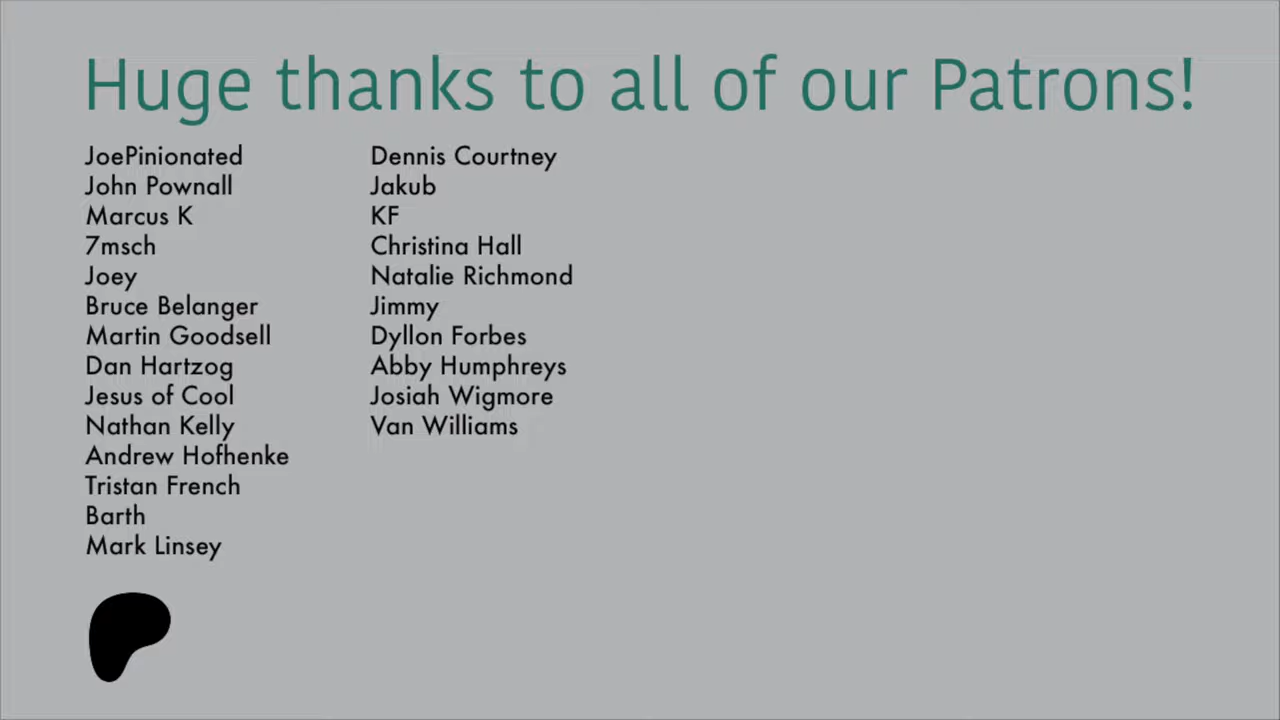 Huge thanks to all of our Patrons!
JoePinionated
John Pownall
Marcus K
7msch
Joey
Bruce Belanger
Martin Goodsell
Dan Hartzog
Jesus of Cool
Nathan Kelly
Andrew Hofhenke
Tristan French
Barth
Mark Linsey
Dennis Courtney
Jakub
KF
Christina Hall
Natalie Richmond
Jimmy
Dyllon Forbes
Abby Humphreys
Josiah Wigmore
Van Williams